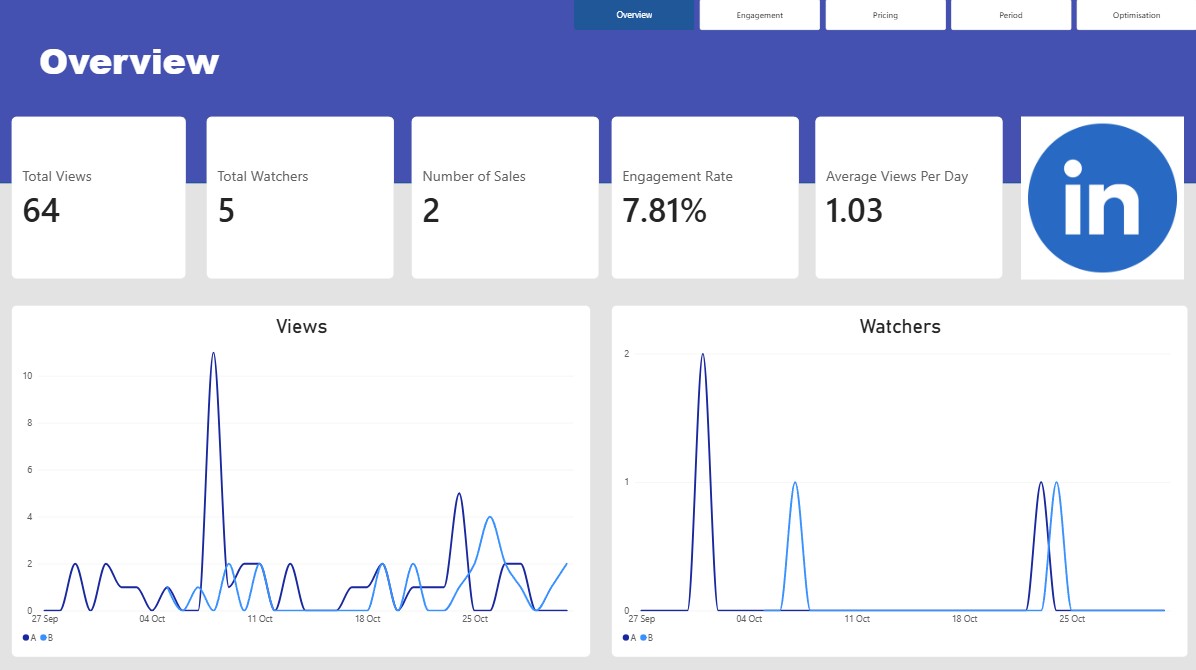 Overview
Engagement
Pricing
Period
Optimisation
Overview
Total Views
64
Total Watchers
5
Number of Sales
2
Engagement Rate
7.81%
Average Views Per Day
1.03
in
Views
10
8
6
4
2
0
27 Sep
04 Oct
11 Oct
18 Oct
25 Oct
A
B
Watchers
2
1
0
27 Sep
04 Oct
11 Oct
18 Oct
25 Oct
A
B